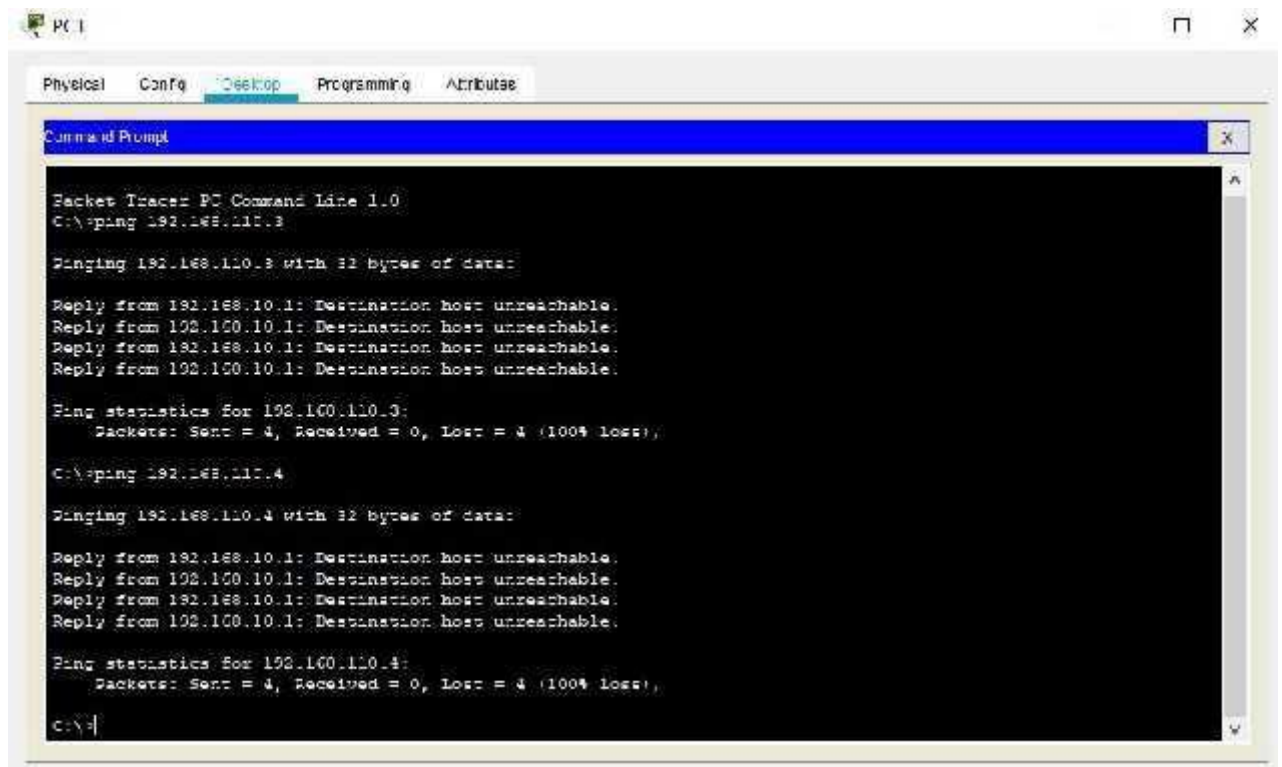 Physical Config Desktop Programming Attributes
Command Prompt
X
Packet Tracer PC Command Line 1.0
C:\>ping 192.168.110.3
Pinging 192.168.110.3 with 32 bytes of data:
Reply from 192.168.10.1: Destination host unreachable.
Reply from 192.168.10.1: Destination host unreachable.
Reply from 192.168.10.1: Destination host unreachable.
Reply from 192.168.10.1: Destination host unreachable.
Ping statistics for 192.168.110.3:
Packets: Sent = 4, Received = 0, Lost = 4 (100% loss),
C:\>ping 192.168.110.4
Pinging 192.168.110.4 with 32 bytes of data:
Reply from 192.168.10.1: Destination host unreachable.
Reply from 192.168.10.1: Destination host unreachable.
Reply from 192.168.10.1: Destination host unreachable.
Reply from 192.168.10.1: Destination host unreachable.
Ping statistics for 192.168.110.4:
Packets: Sent = 4, Received = 0, Lost = 4 (100% loss),
C:\>